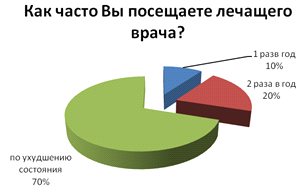 Как часто Вы посещаете лечащего
врача?
1 разв год
10%
2 раза в год
20%
по ухудшению
состояния
70%